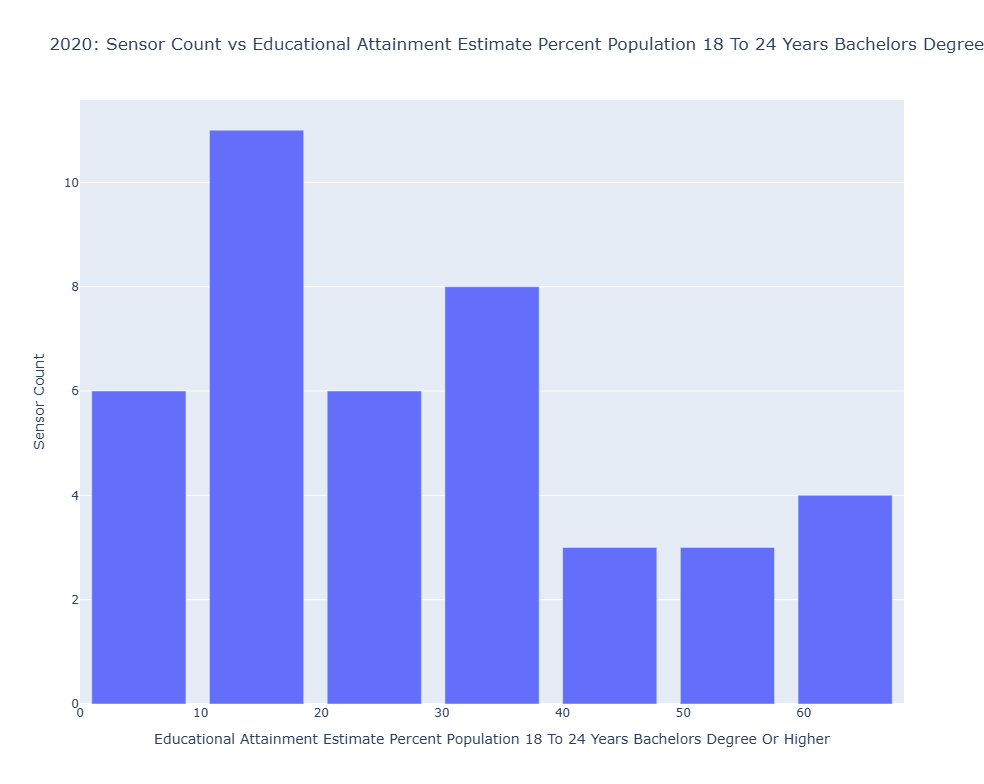 2020: Sensor Count vs Educational Attainment Estimate Percent Population 18 To 24 Years Bachelors Degree
10
8
6
4
2
0
Sensor Count
0 10 20 30 40 50 60
Educational Attainment Estimate Percent Population 18 To 24 Years Bachelors Degree Or Higher